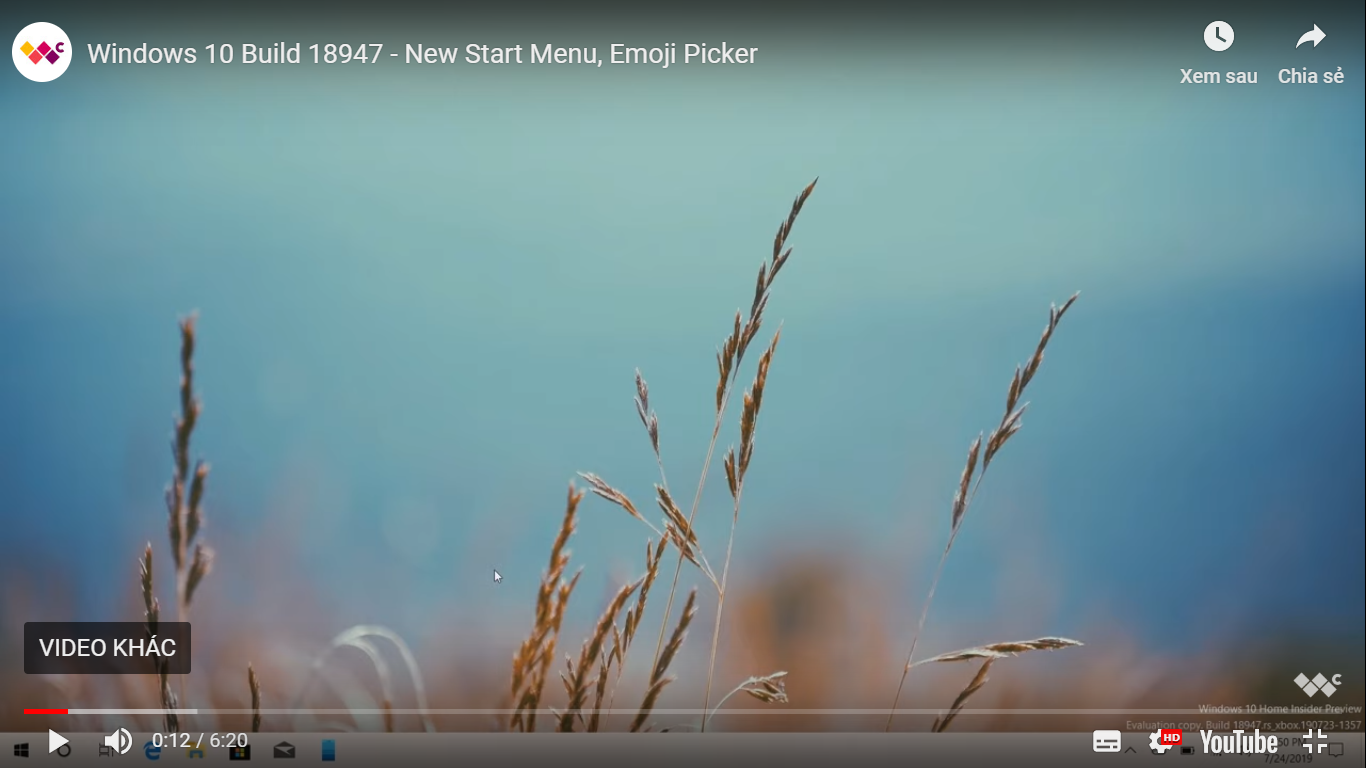 Windows 10 Build 18947 - New Start Menu, Emoji Picker
Xem sau
Chia sẻ
VIDEO KHÁC
Windows 10 Home Insider Preview
Evaluation copy. Build 18947.rs_xbox.190723-1357
0:12 / 6:20
HD
YouTube
7/24/2019